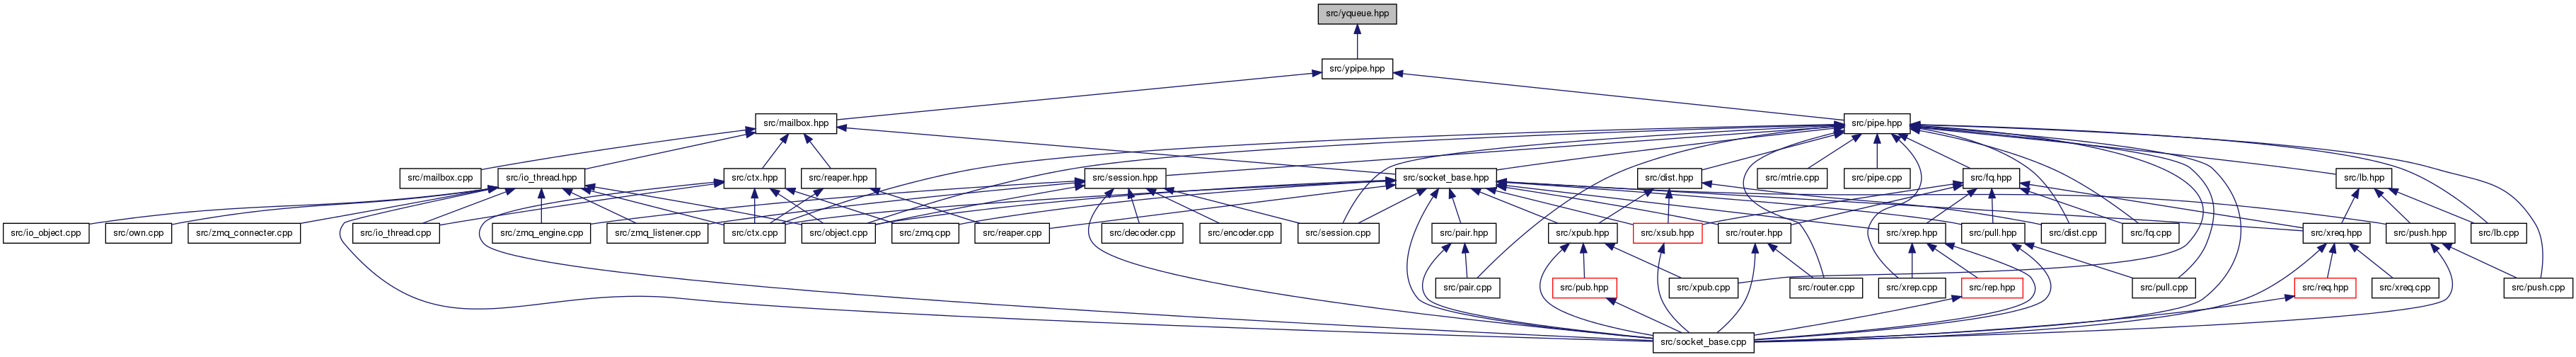 src/yqueue.hpp
src/ypipe.hpp
src/mailbox.hpp
src/pipe.hpp
src/mailbox.cpp
src/io_thread.hpp
src/ctx.hpp
src/reaper.hpp
src/session.hpp
src/socket_base.hpp
src/dist.hpp
src/mtrie.cpp
src/pipe.cpp
src/fq.hpp
src/lb.hpp
src/io_object.cpp
src/own.cpp
src/zmq_connecter.cpp
src/io_thread.cpp
src/zmq_engine.cpp
src/zmq_listener.cpp
src/ctx.cpp
src/object.cpp
src/zmq.cpp
src/reaper.cpp
src/decoder.cpp
src/encoder.cpp
src/session.cpp
src/pair.hpp
src/xpub.hpp
src/xsub.hpp
src/router.hpp
src/xrep.hpp
src/pull.hpp
src/dist.cpp
src/fq.cpp
src/xreq.hpp
src/push.hpp
src/lb.cpp
src/pair.cpp
src/pub.hpp
src/xpub.cpp
src/router.cpp
src/xrep.cpp
src/rep.hpp
src/pull.cpp
src/req.hpp
src/xreq.cpp
src/push.cpp
src/socket_base.cpp